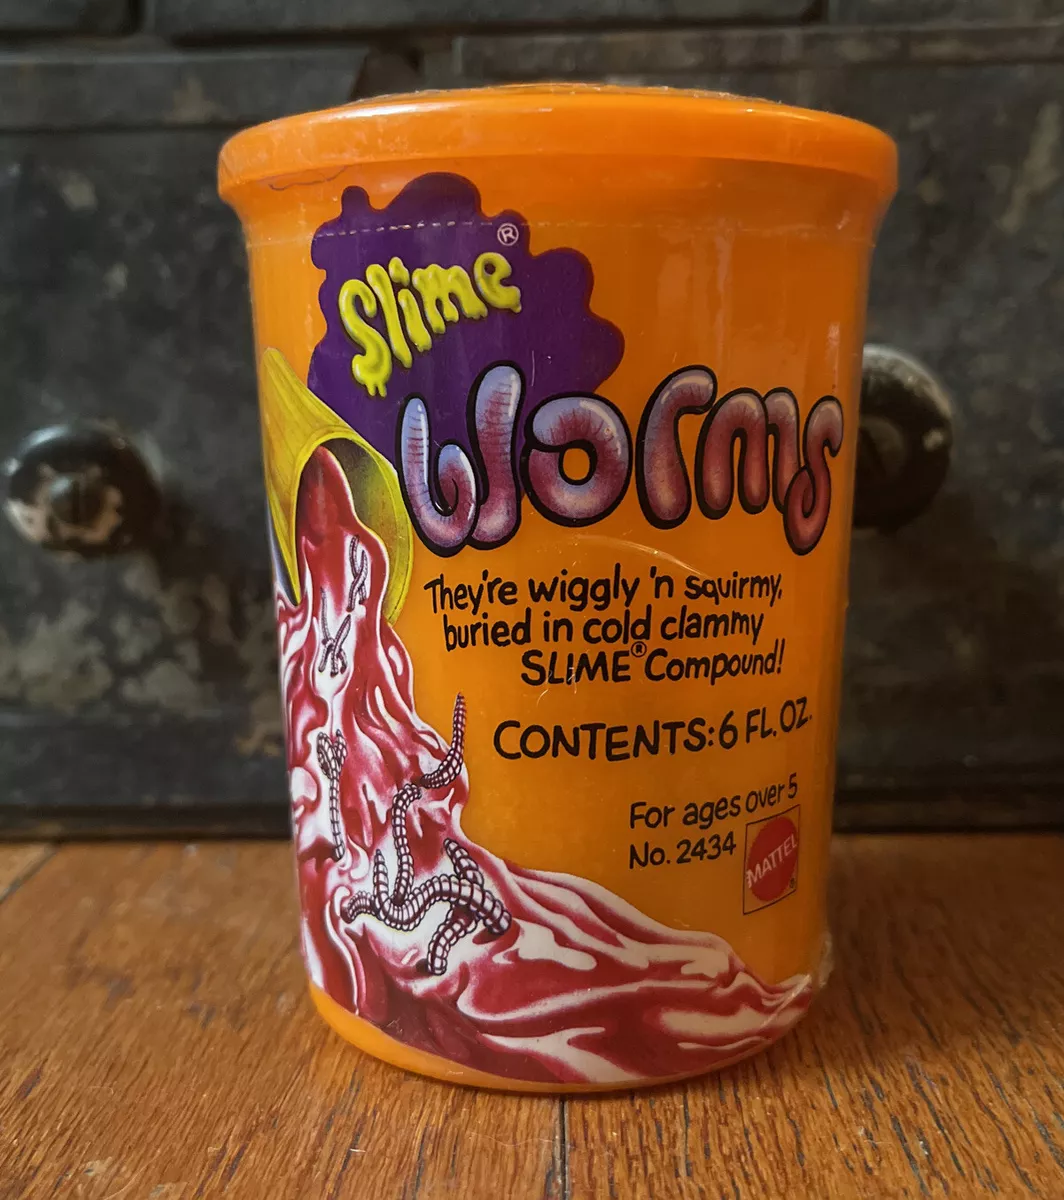 Slime®
Worms
They're wiggly 'n squirmy,
buried in cold clammy
SLIME® Compound!
CONTENTS: 6 FL. OZ.
For ages over 5
No. 2434
MATTEL®